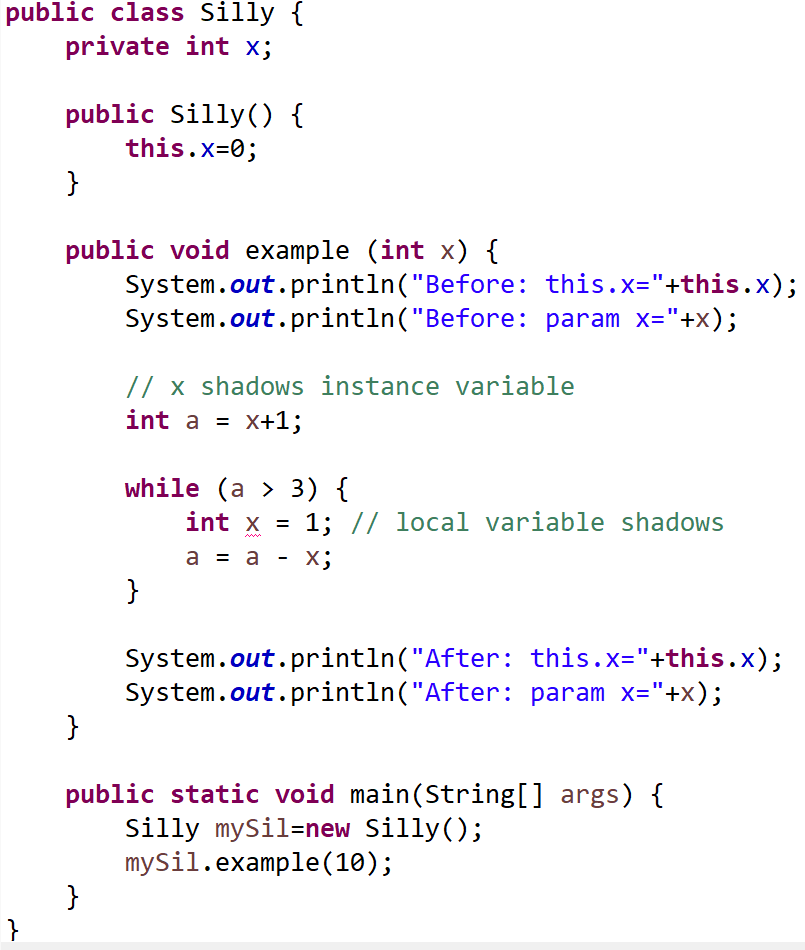 public class Silly {
    private int x;

    public Silly() {
        this.x=0;
    }

    public void example (int x) {
        System.out.println("Before: this.x="+this.x);
        System.out.println("Before: param x="+x);

        // x shadows instance variable
        int a = x+1;

        while (a > 3) {
            int x = 1; // local variable shadows
            a = a - x;
        }

        System.out.println("After: this.x="+this.x);
        System.out.println("After: param x="+x);
    }

    public static void main(String[] args) {
        Silly mySil=new Silly();
        mySil.example(10);
    }
}